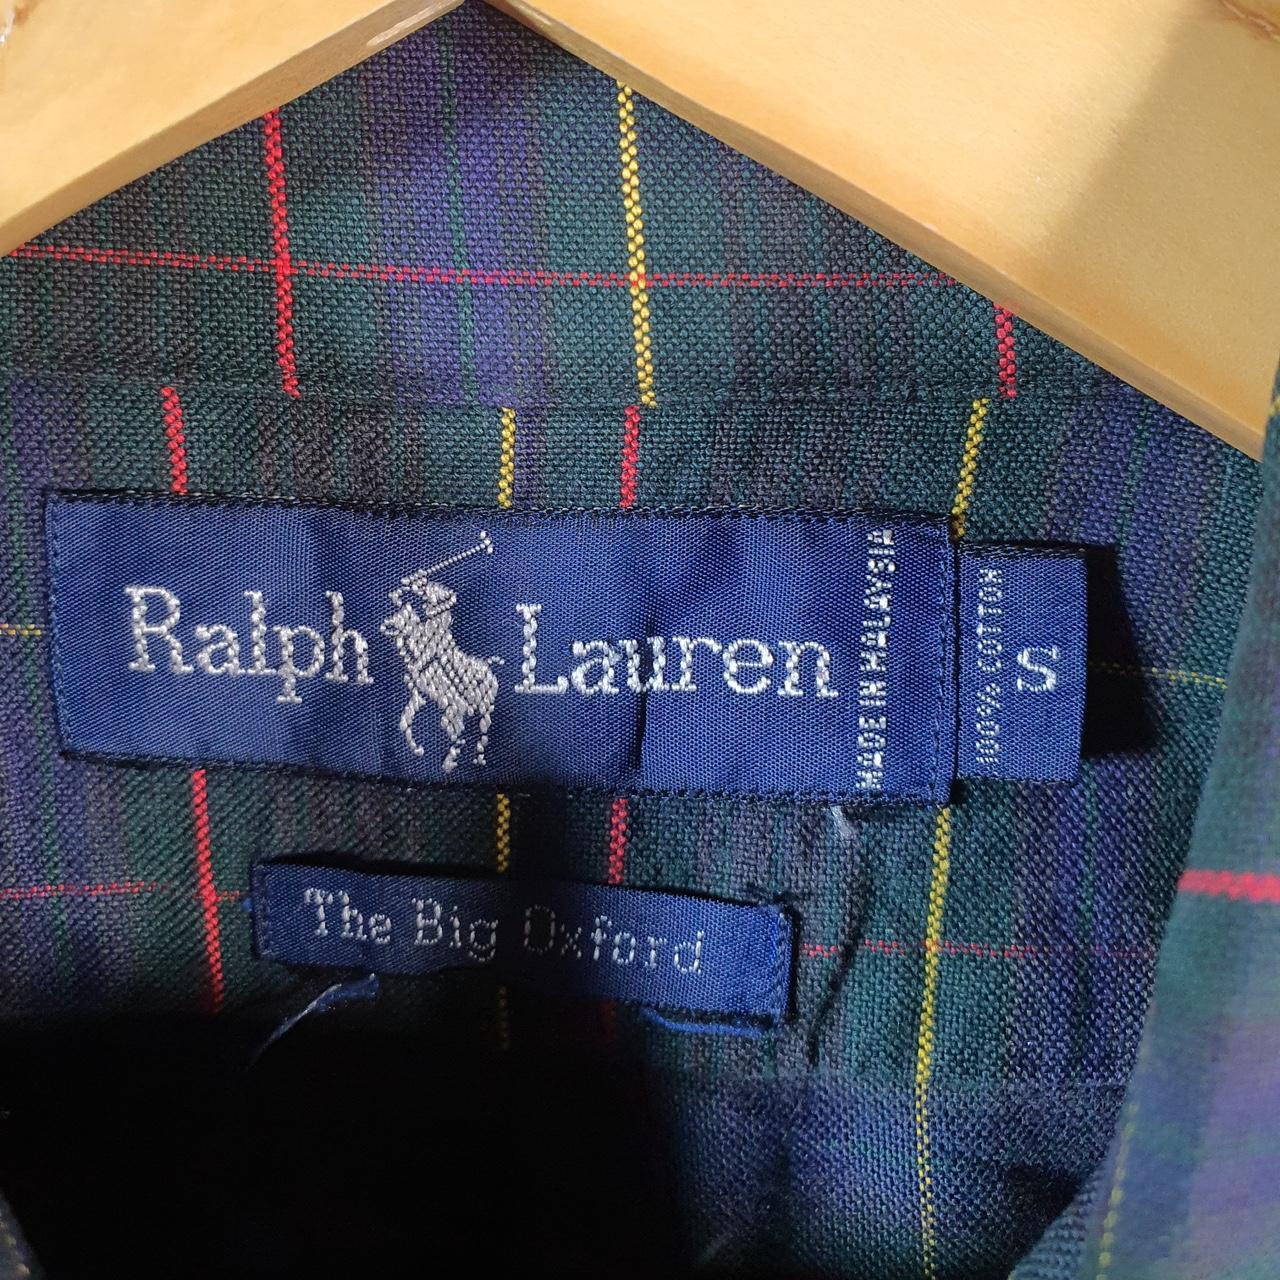 Ralph Lauren
MADE IN MALAYSIA
100% COTTON
S
The Big Oxford